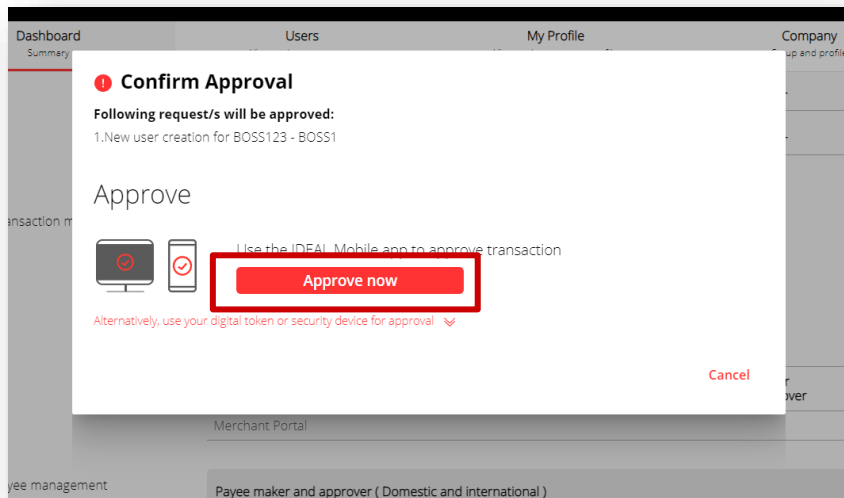 Dashboard Users My Profile Company
Summary up and profile
Confirm Approval
Following request/s will be approved:
1.New user creation for BOSS123 - BOSS1
Approve
ansaction m
Use the IDEAL Mobile app to approve transaction
Approve now
Alternatively, use your digital token or security device for approval
Cancel
r
over
Merchant Portal
yee management
Payee maker and approver ( Domestic and international )